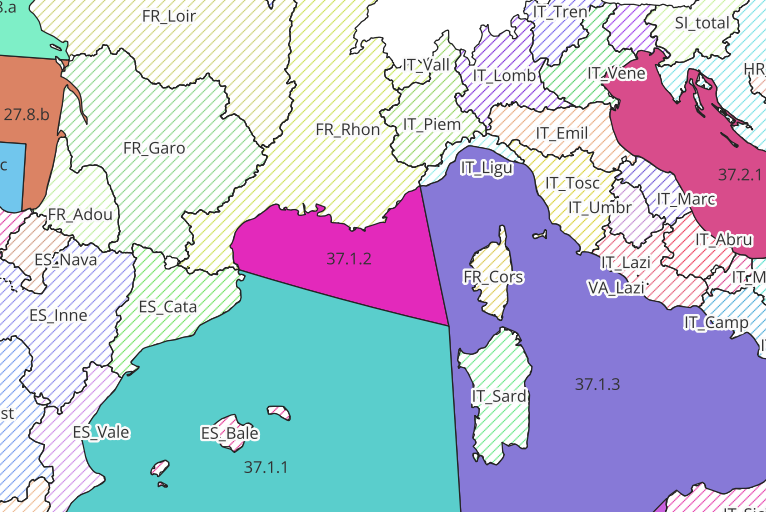 8.a
FR_Loir
IT_Tren
SI_total
IT_Vall
IT_Lomb
IT_Vene
HR_
27.8.b
FR_Rhon
IT_Piem
IT_Emil
FR_Garo
c
IT_Ligu
37.2.1
IT_Tosc
IT_Marc
FR_Adou
IT_Umbr
IT_Abru
ES_Nava
37.1.2
IT_Lazi
FR_Cors
IT_M
VA_Lazi
ES_Cata
ES_Inne
IT_Camp
37.1.3
IT_Sard
st
ES_Vale
ES_Bale
37.1.1